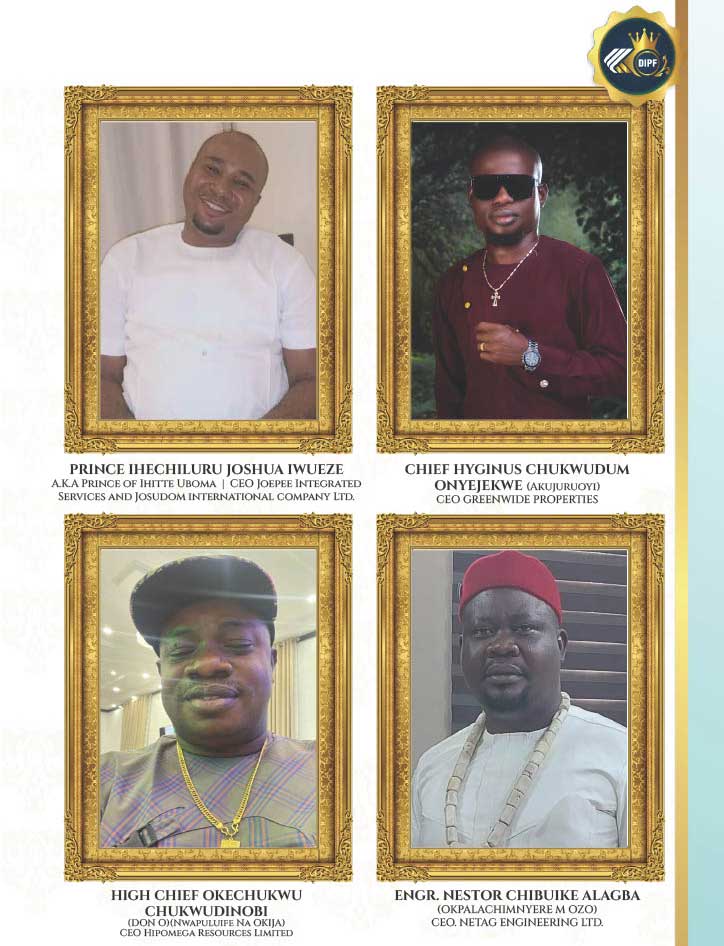 DIPF
PRINCE IHECHILURU JOSHUA IWUEZE
A.K.A PRINCE OF IHITTE UBOMA | CEO JOEPEE INTEGRATED
SERVICES AND JOSUDOM INTERNATIONAL COMPANY LTD.
CHIEF HYGINUS CHUKWUDUM
ONYEJEKWE (AKUJURUOYI)
CEO GREENWIDE PROPERTIES
HIGH CHIEF OKECHUKWU
CHUKWUDINOBI
(DON O)(NWAPULUIFE NA OKIJA)
CEO HIPOMEGA RESOURCES LIMITED
ENGR. NESTOR CHIBUIKE ALAGBA
(OKPALACHIMNYERE M OZO)
CEO. NETAG ENGINEERING LTD.